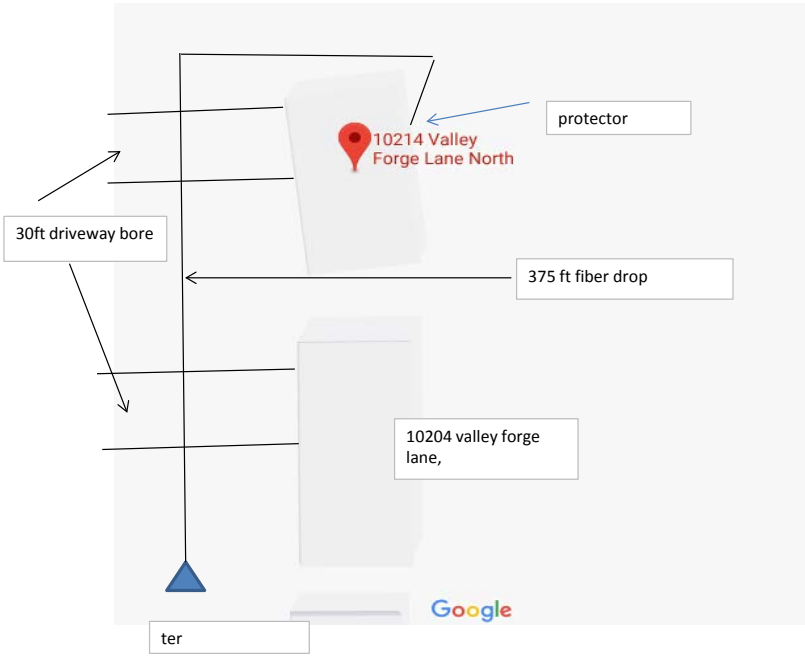 protector
10214 Valley
Forge Lane North
30ft driveway bore
375 ft fiber drop
10204 valley forge
lane,
Google
ter